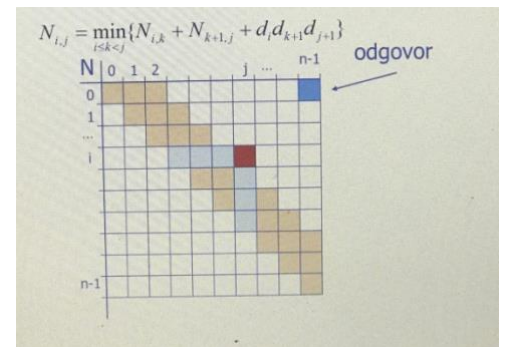 N_{i,j} = min_{i≤k<j}{N_{i,k} + N_{k+1,j} + d_i d_{k+1} d_{j+1}}
odgovor
N 0 1 2 j ... n-1
0
1
...
i
n-1